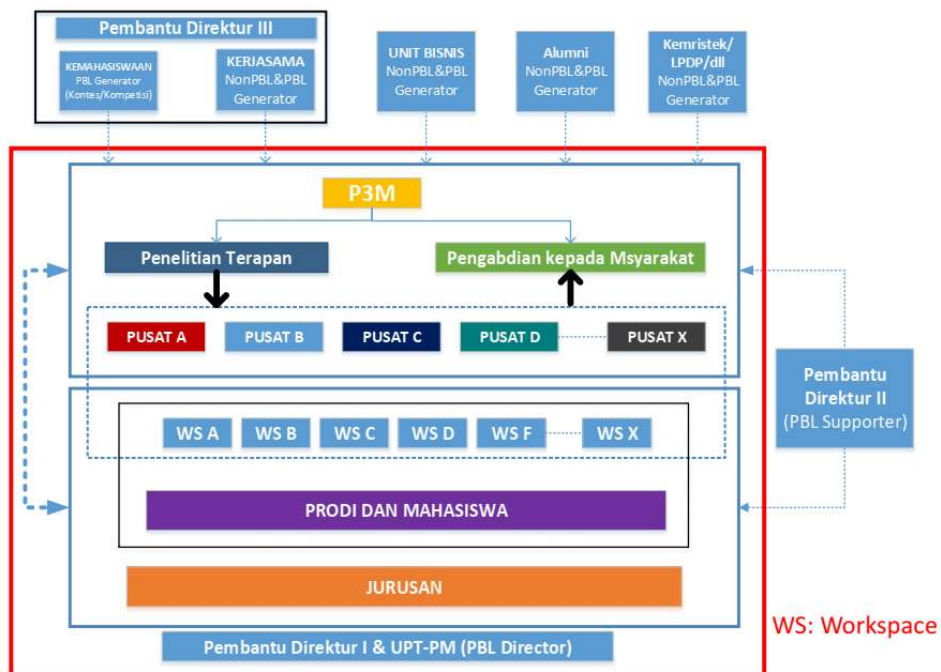 Pembantu Direktur III
KEMAHASISWAAN
PBL Generator
(Kontes/Kompetisi)
KERJASAMA
NonPBL&PBL
Generator
UNIT BISNIS
NonPBL&PBL
Generator
Alumni
NonPBL&PBL
Generator
Kemristek/
LPDP/dll
NonPBL&PBL
Generator
P3M
Penelitian Terapan
Pengabdian kepada Msyarakat
PUSAT A
PUSAT B
PUSAT C
PUSAT D
PUSAT X
Pembantu
Direktur II
(PBL Supporter)
WS A
WS B
WS C
WS D
WS F
WS X
PRODI DAN MAHASISWA
JURUSAN
Pembantu Direktur I & UPT-PM (PBL Director)
WS: Workspace